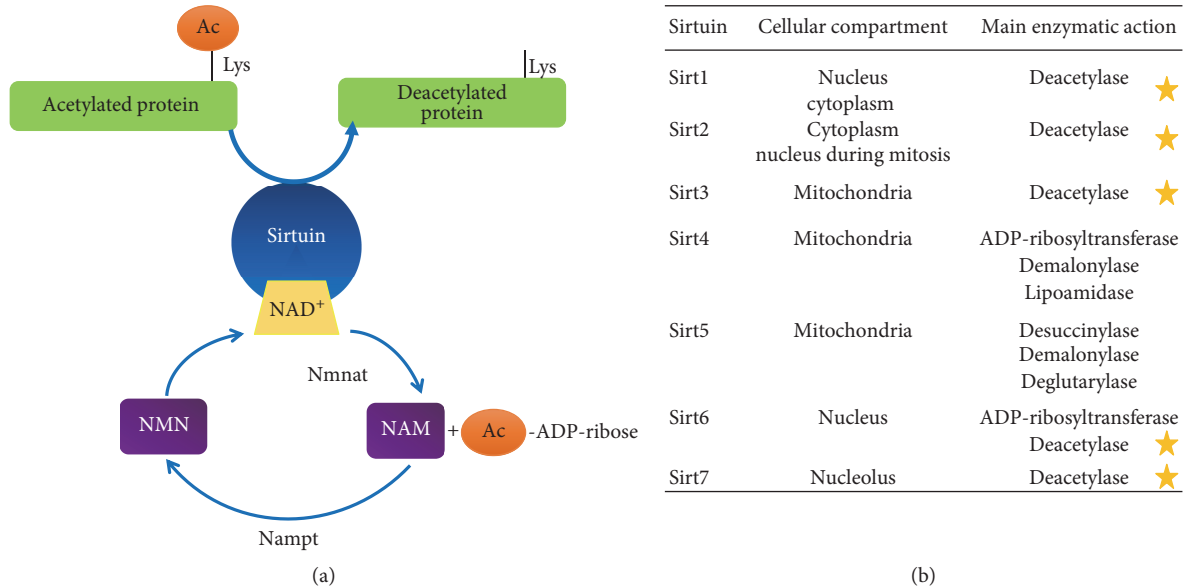 Ac
Lys
Acetylated protein
Lys
Deacetylated
protein
Sirtuin
NAD+
Nmnat
NMN
NAM + Ac -ADP-ribose
Nampt
(a)
Sirtuin Cellular compartment Main enzymatic action
Sirt1 Nucleus Deacetylase
cytoplasm
Sirt2 Cytoplasm Deacetylase
nucleus during mitosis
Sirt3 Mitochondria Deacetylase
Sirt4 Mitochondria ADP-ribosyltransferase
Demalonylase
Lipoamidase
Sirt5 Mitochondria Desuccinylase
Demalonylase
Deglutarylase
Sirt6 Nucleus ADP-ribosyltransferase
Deacetylase
Sirt7 Nucleolus Deacetylase
(b)